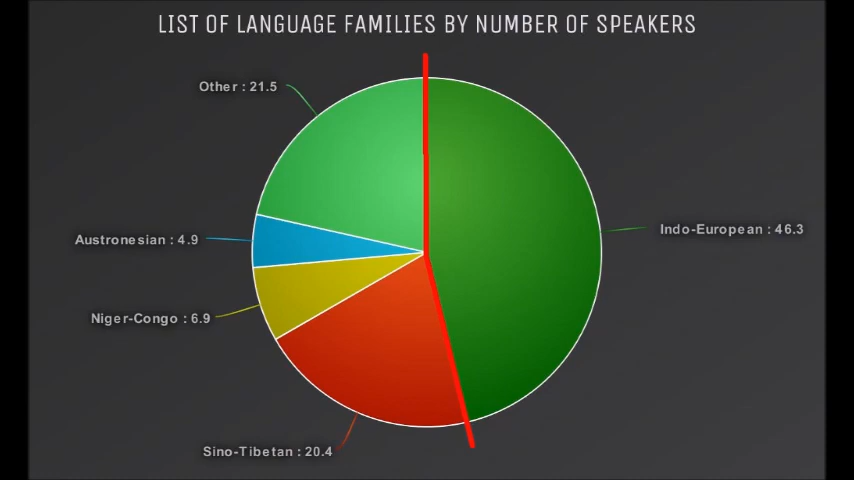 LIST OF LANGUAGE FAMILIES BY NUMBER OF SPEAKERS
Other : 21.5
Indo-European : 46.3
Austronesian : 4.9
Niger-Congo : 6.9
Sino-Tibetan : 20.4